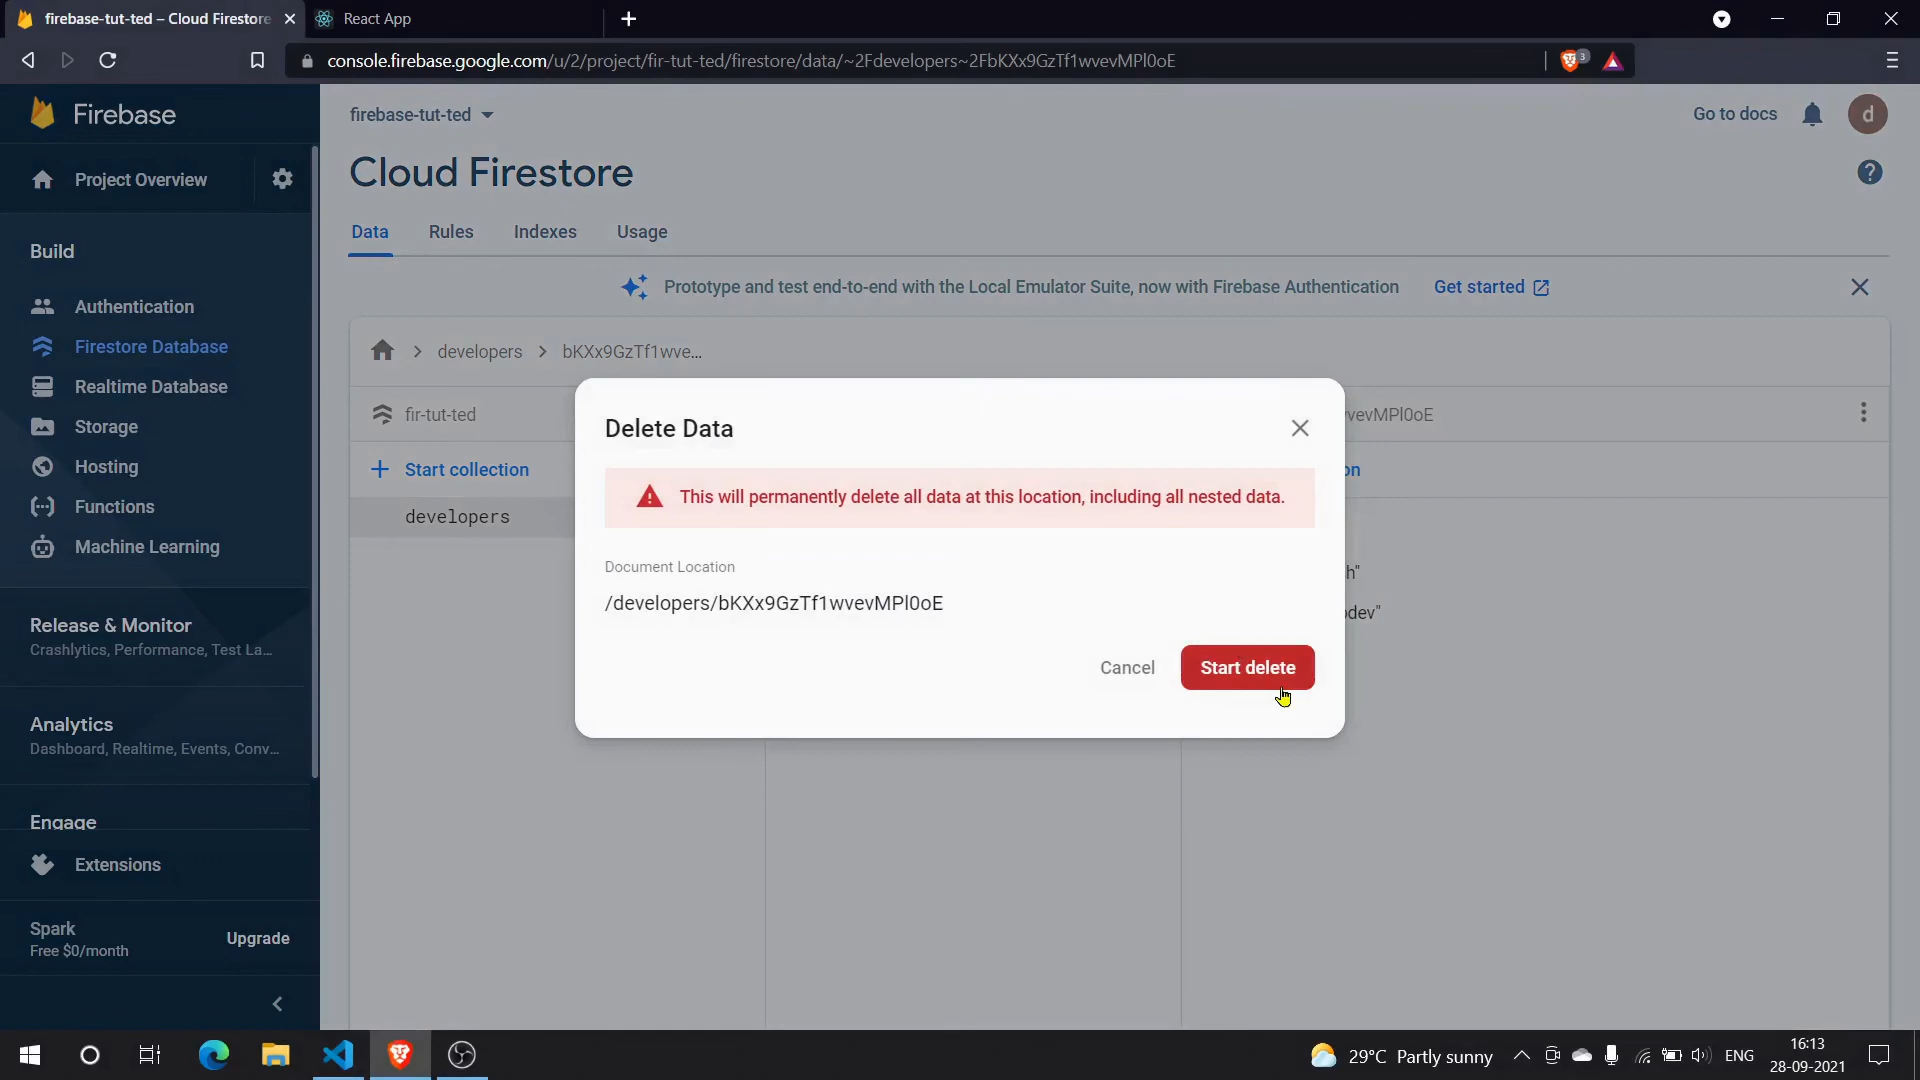 firebase-tut-ted – Cloud Firestore
React App
console.firebase.google.com/u/2/project/fir-tut-ted/firestore/data/~2Fdevelopers~2FbKXx9GzTf1wvevMPl0oE
3
Firebase
firebase-tut-ted
Go to docs
d
Project Overview
Cloud Firestore
?
Data
Rules
Indexes
Usage
Build
Prototype and test end-to-end with the Local Emulator Suite, now with Firebase Authentication
Get started
Authentication
Firestore Database
Realtime Database
Storage
Hosting
Functions
Machine Learning
developers
bKXx9GzTf1wve...
fir-tut-ted
vevMPl0oE
Start collection
on
developers
h"
dev"
Delete Data
This will permanently delete all data at this location, including all nested data.
Document Location
/developers/bKXx9GzTf1wvevMPl0oE
Cancel
Start delete
Release & Monitor
Crashlytics, Performance, Test La...
Analytics
Dashboard, Realtime, Events, Conv...
Engage
Extensions
Spark
Free $0/month
Upgrade
29°C Partly sunny
ENG
16:13
28-09-2021